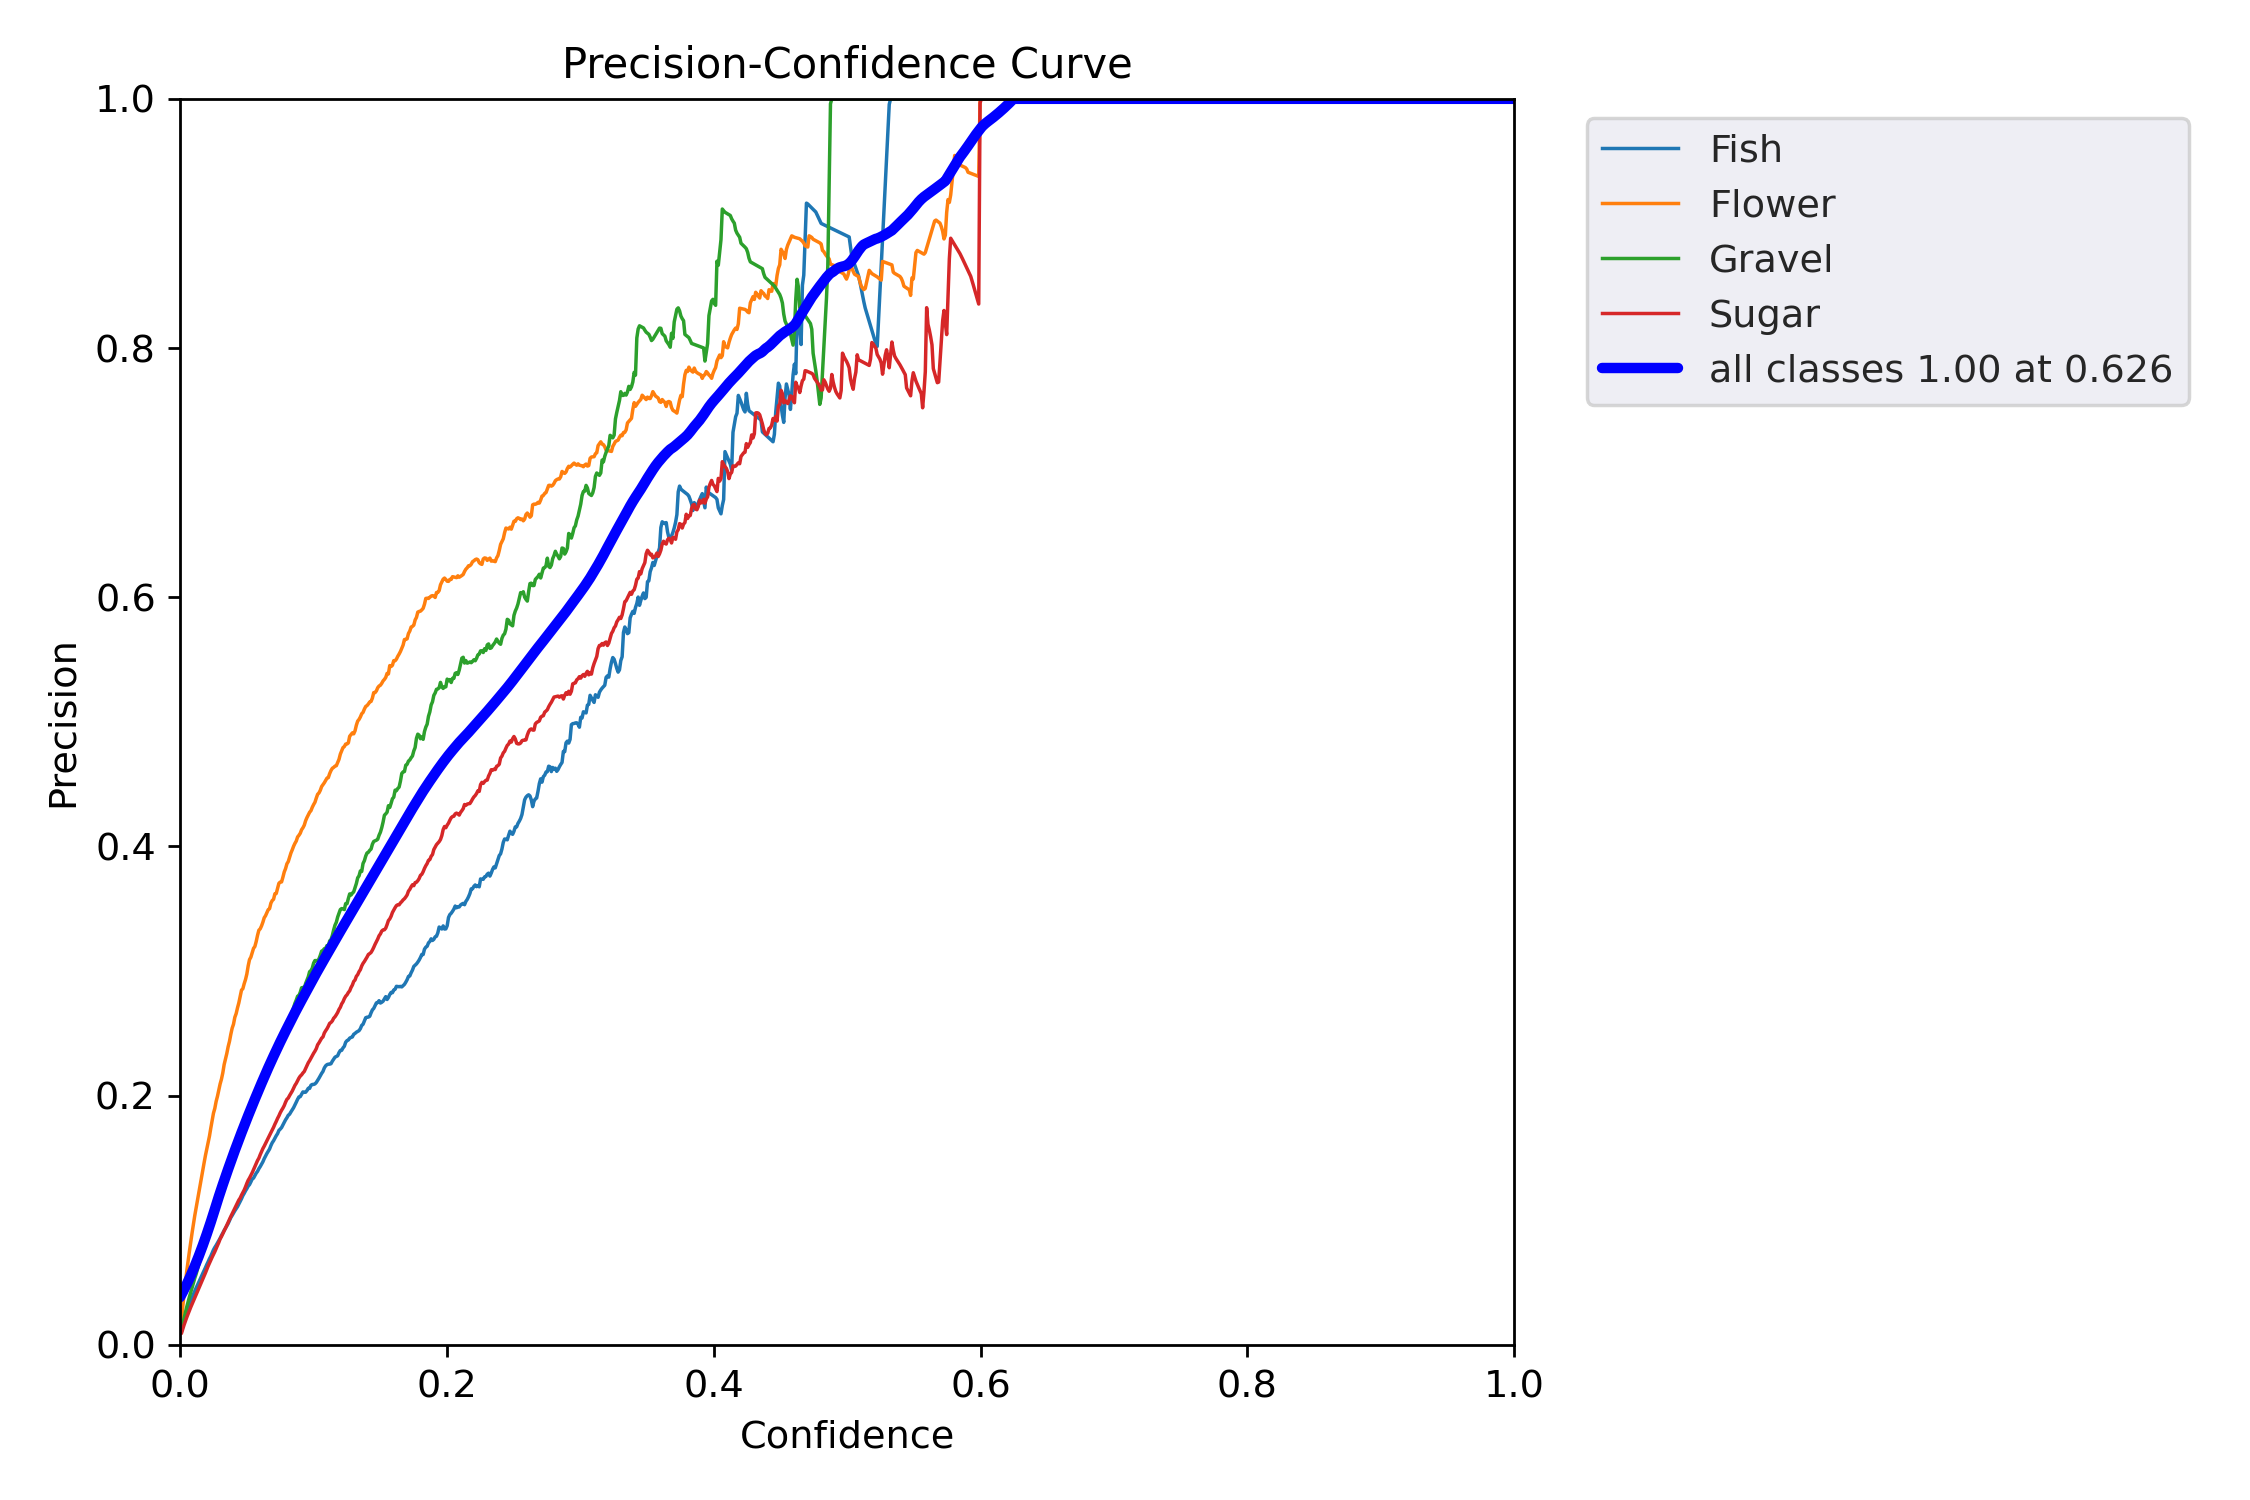 Precision-Confidence Curve
1.0
0.8
0.6
0.4
0.2
0.0
Precision
0.0 0.2 0.4 0.6 0.8 1.0
Confidence
Fish
Flower
Gravel
Sugar
all classes 1.00 at 0.626